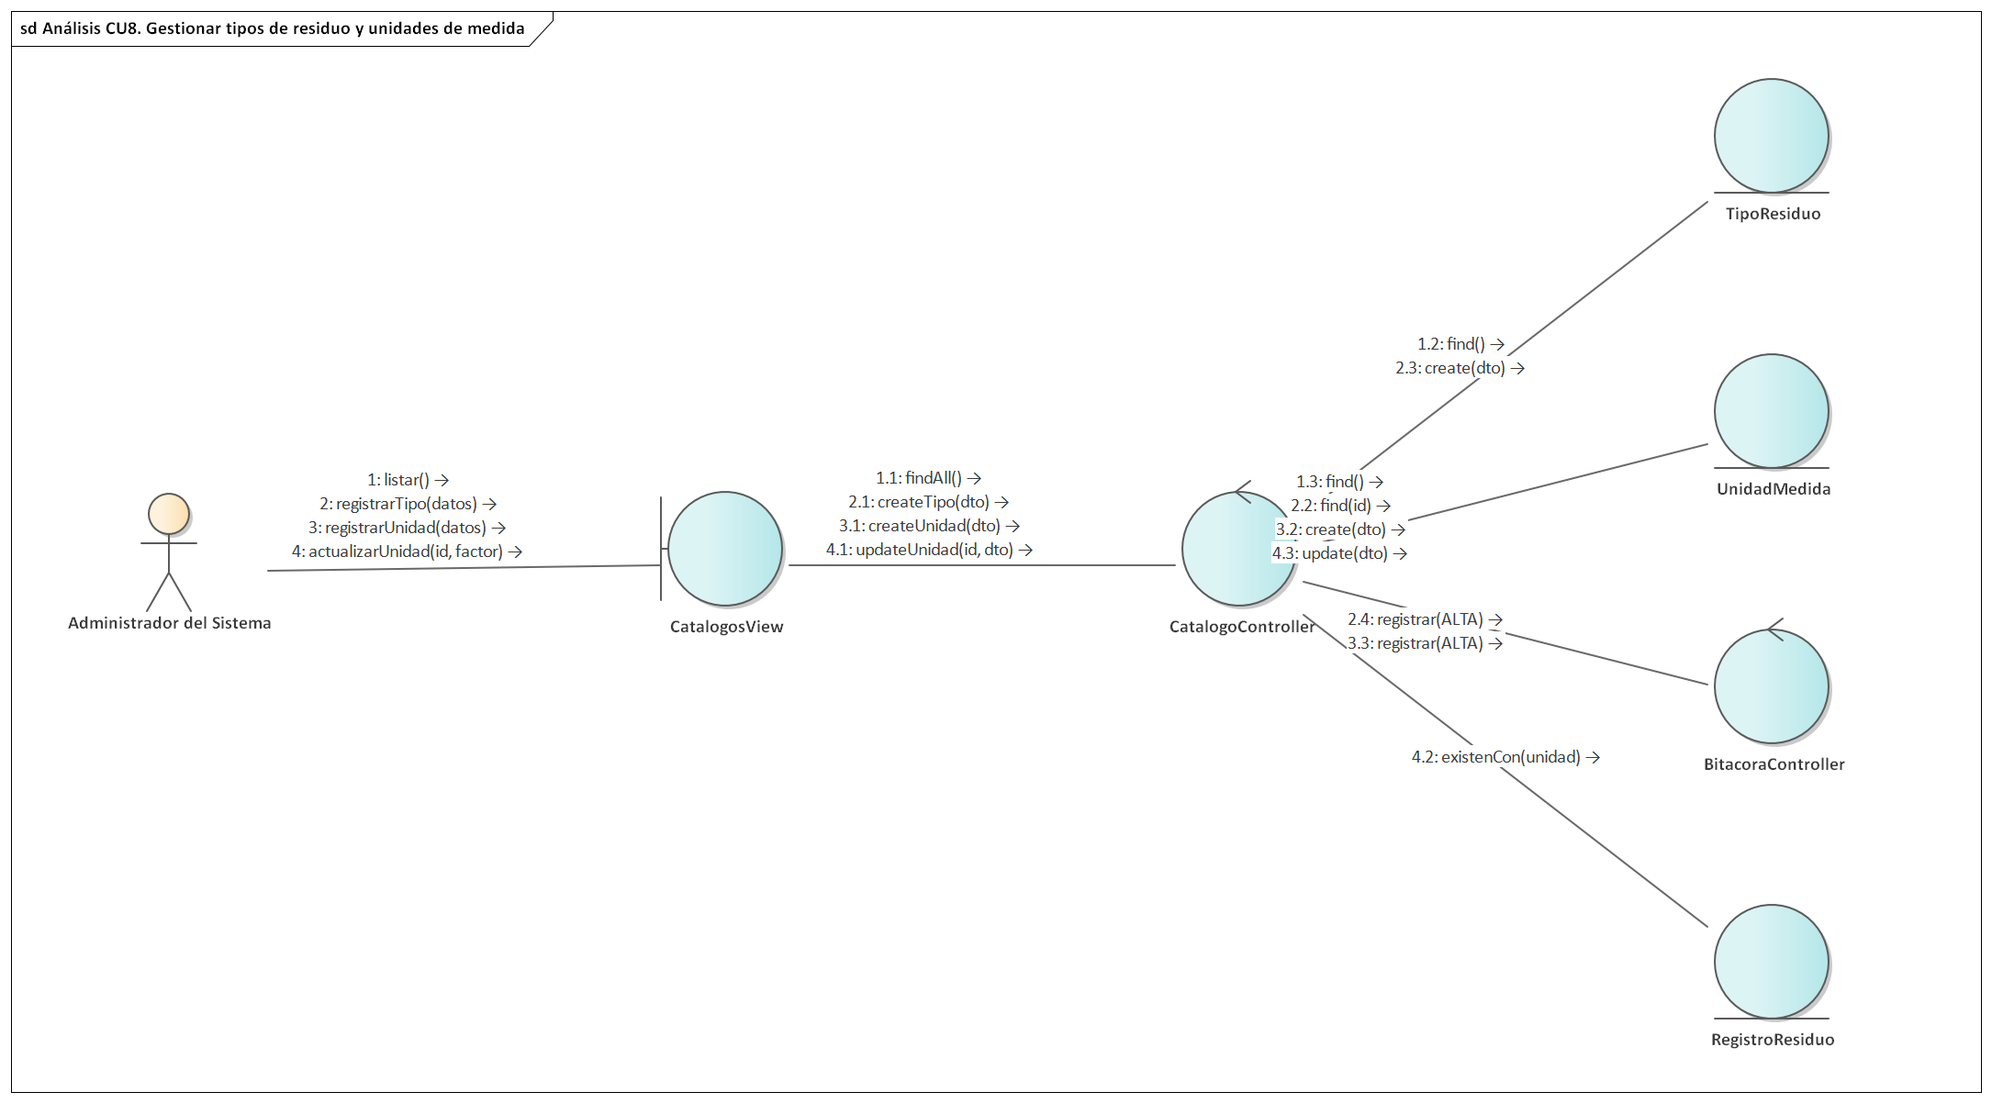 sd Análisis CU8. Gestionar tipos de residuo y unidades de medida
TipoResiduo
1.2: find() →
2.3: create(dto) →
1: listar() →
2: registrarTipo(datos) →
3: registrarUnidad(datos) →
4: actualizarUnidad(id, factor) →
1.1: findAll() →
2.1: createTipo(dto) →
3.1: createUnidad(dto) →
4.1: updateUnidad(id, dto) →
1.3: find() →
2.2: find(id) →
3.2: create(dto) →
4.3: update(dto) →
UnidadMedida
Administrador del Sistema
CatalogosView
CatalogoController
2.4: registrar(ALTA) →
3.3: registrar(ALTA) →
BitacoraController
4.2: existenCon(unidad) →
RegistroResiduo